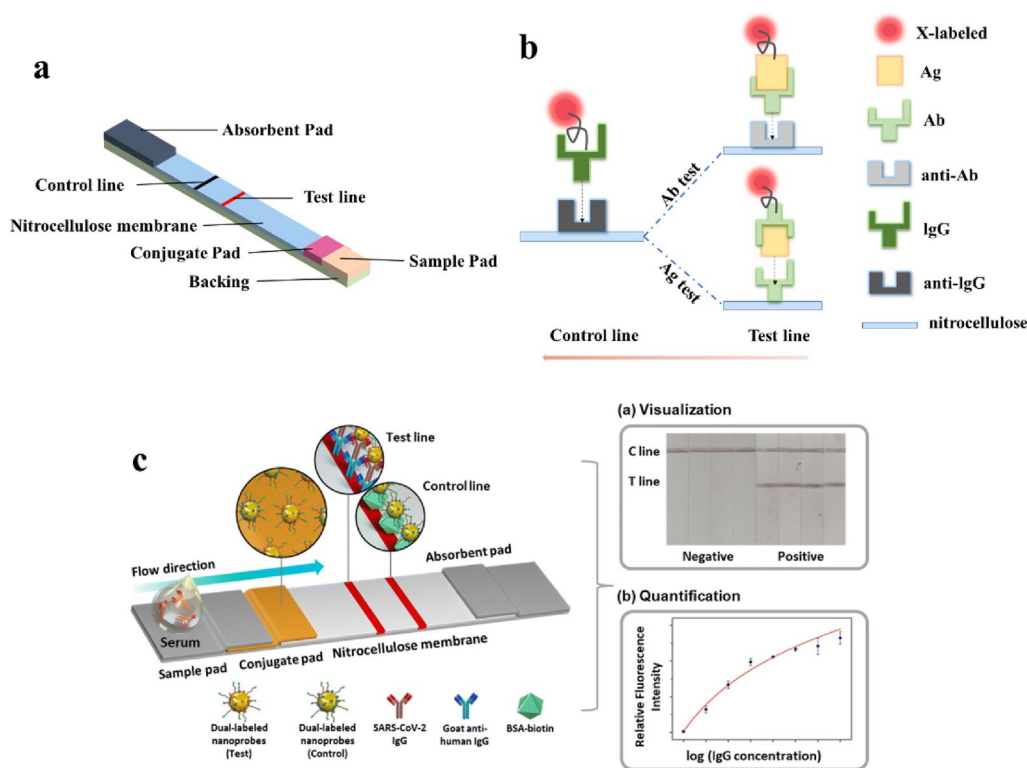 a
Absorbent Pad
Control line
Test line
Nitrocellulose membrane
Conjugate Pad
Sample Pad
Backing
b
X-labeled
Ag
Ab
anti-Ab
IgG
anti-IgG
nitrocellulose
Ab test
Ag test
Control line
Test line
c
Test line
Control line
Absorbent pad
Flow direction
Serum
Nitrocellulose membrane
Conjugate pad
Sample pad
Dual-labeled
nanoprobes
(Test)
Dual-labeled
nanoprobes
(Control)
SARS-CoV-2
IgG
Goat anti-
human IgG
BSA-biotin
(a) Visualization
C line
T line
Negative
Positive
(b) Quantification
Relative Fluorescence
Intensity
log (IgG concentration)